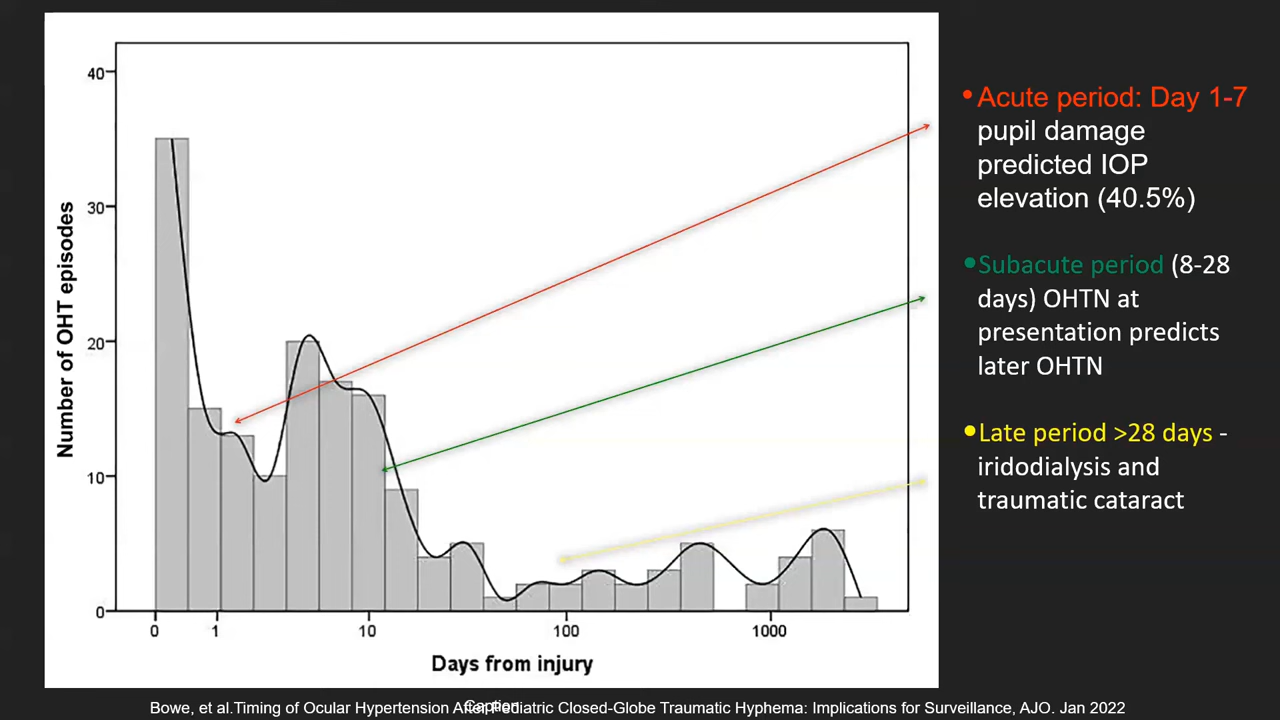 40
30
20
10
0
Number of OHT episodes
0 1 10 100 1000
Days from injury
• Acute period: Day 1-7
pupil damage
predicted IOP
elevation (40.5%)
• Subacute period (8-28
days) OHTN at
presentation predicts
later OHTN
• Late period >28 days -
iridodialysis and
traumatic cataract
Caption
Bowe, et al.Timing of Ocular Hypertension After Pediatric Closed-Globe Traumatic Hyphema: Implications for Surveillance, AJO. Jan 2022